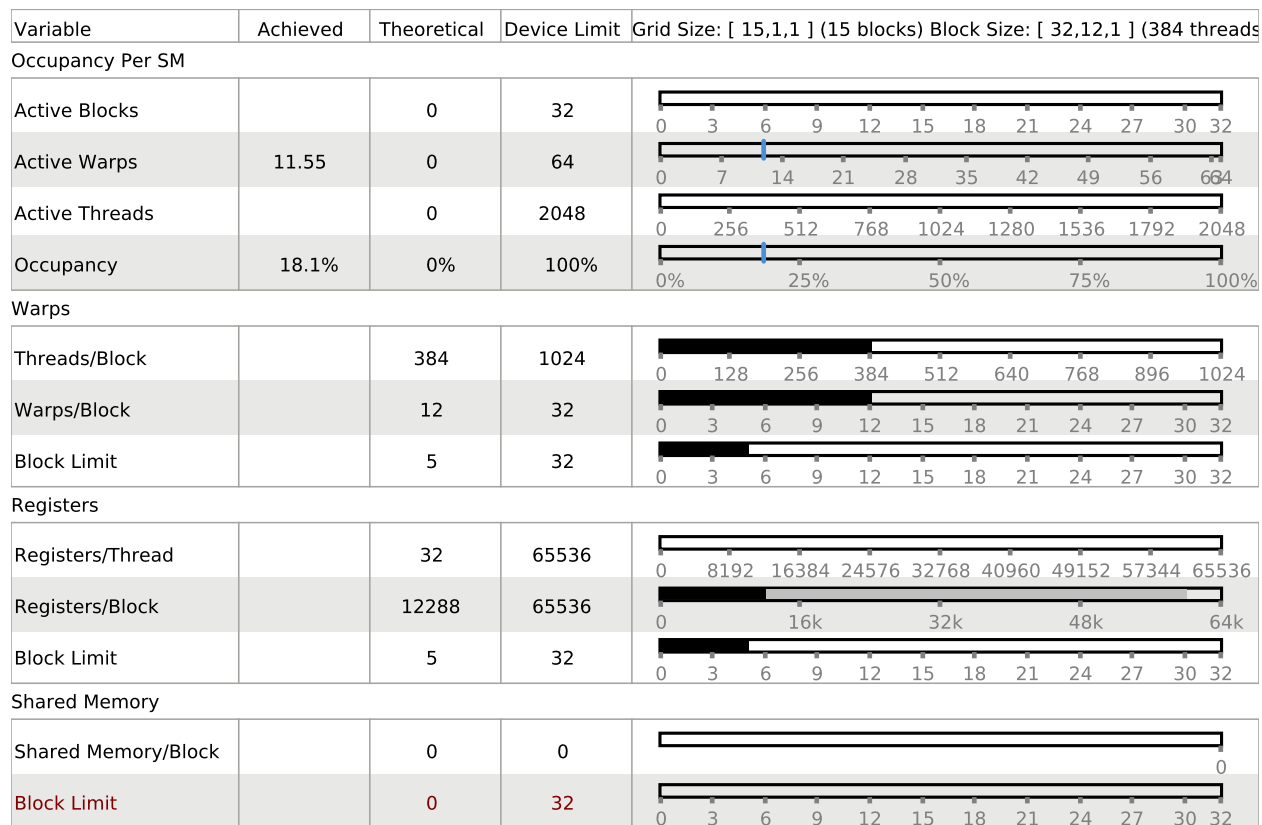 Variable Achieved Theoretical Device Limit Grid Size: [ 15,1,1 ] (15 blocks) Block Size: [ 32,12,1 ] (384 threads
Occupancy Per SM
Active Blocks 0 32
0 3 6 9 12 15 18 21 24 27 30 32
Active Warps 11.55 0 64
0 7 14 21 28 35 42 49 56 63 64
Active Threads 0 2048
0 256 512 768 1024 1280 1536 1792 2048
Occupancy 18.1% 0% 100%
0% 25% 50% 75% 100%
Warps
Threads/Block 384 1024
0 128 256 384 512 640 768 896 1024
Warps/Block 12 32
0 3 6 9 12 15 18 21 24 27 30 32
Block Limit 5 32
0 3 6 9 12 15 18 21 24 27 30 32
Registers
Registers/Thread 32 65536
0 8192 16384 24576 32768 40960 49152 57344 65536
Registers/Block 12288 65536
0 16k 32k 48k 64k
Block Limit 5 32
0 3 6 9 12 15 18 21 24 27 30 32
Shared Memory
Shared Memory/Block 0 0
0
Block Limit 0 32
0 3 6 9 12 15 18 21 24 27 30 32